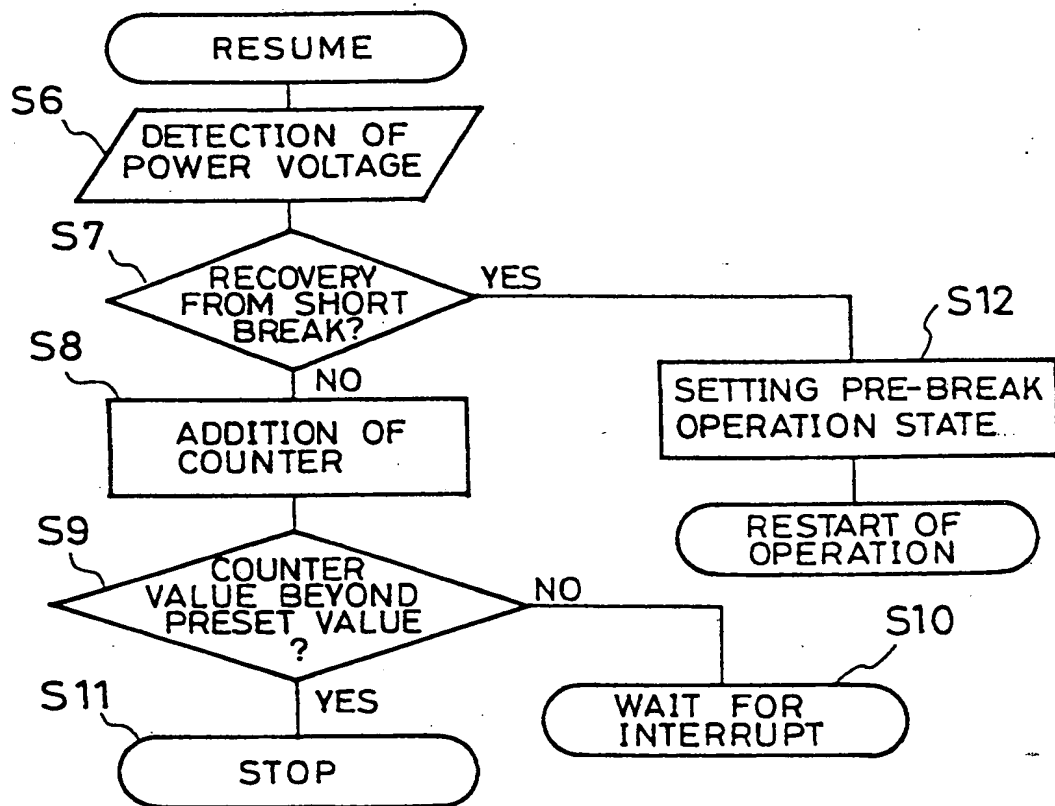 RESUME
S6
DETECTION OF
POWER VOLTAGE
S7
RECOVERY
FROM SHORT
BREAK?
YES
S12
SETTING PRE-BREAK
OPERATION STATE
RESTART OF
OPERATION
NO
S8
ADDITION OF
COUNTER
S9
COUNTER
VALUE BEYOND
PRESET VALUE
?
NO
S10
WAIT FOR
INTERRUPT
YES
S11
STOP